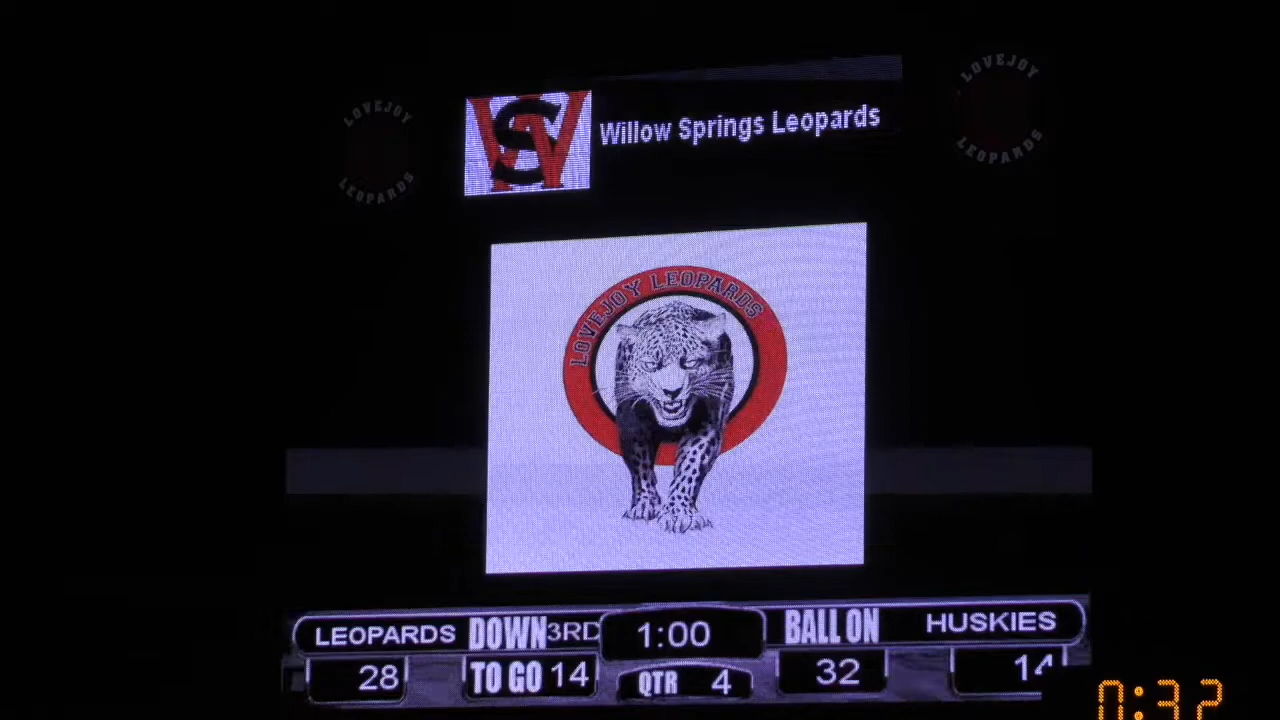 LOVEJOY
LEOPARDS
SW
Willow Springs Leopards
LOVEJOY
LEOPARDS
LOVEJOY LEOPARDS
LEOPARDS DOWN 3RD 1:00 BALL ON HUSKIES
28 TO GO 14 QTR 4 32 14
0:32